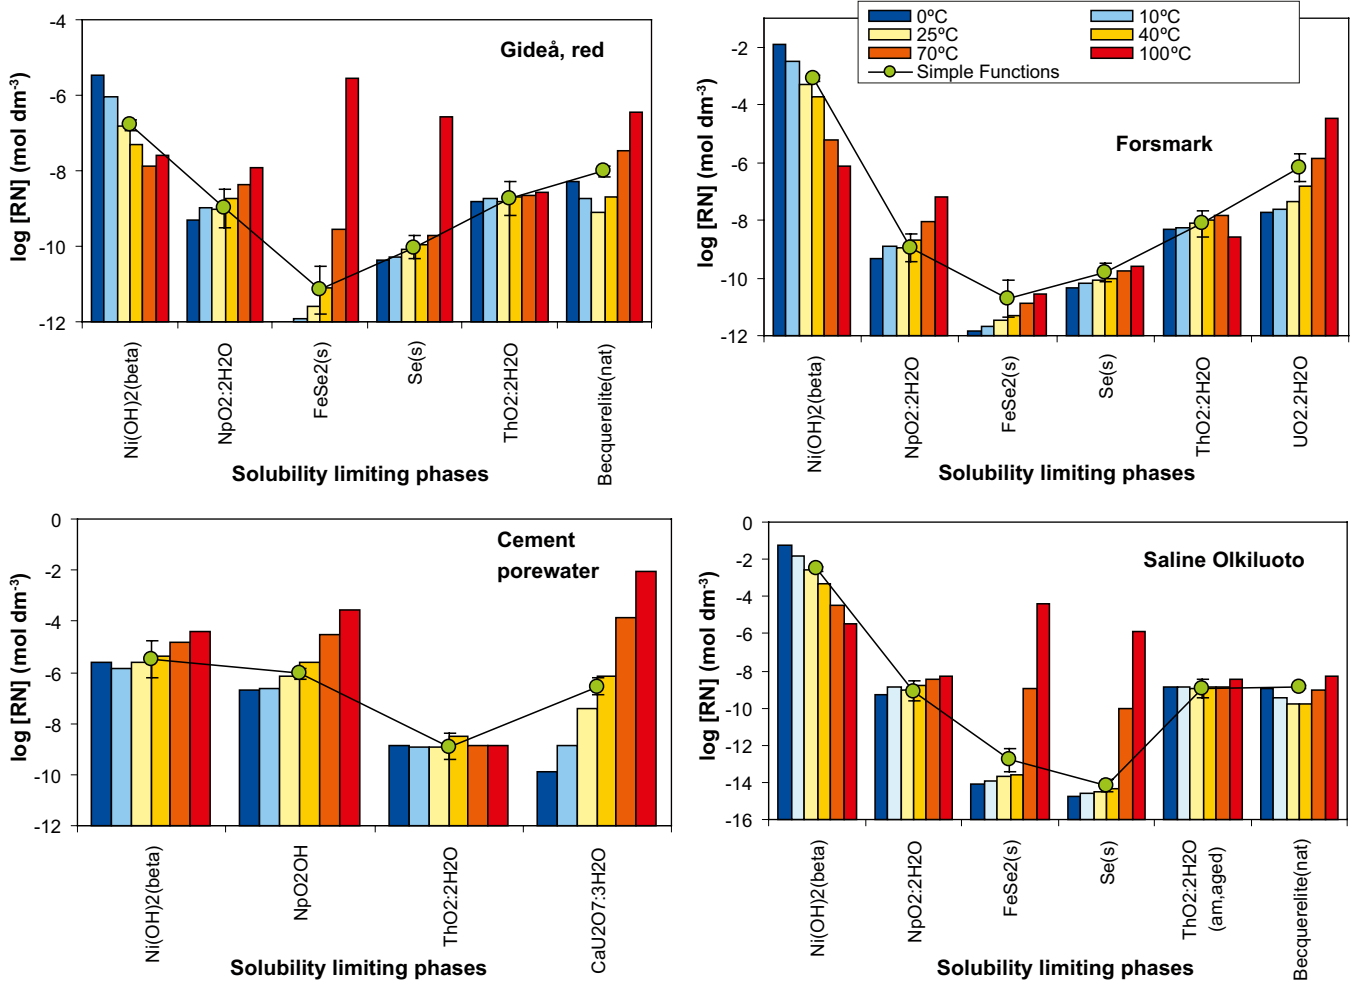 Gideå, red
log [RN] (mol dm-3)
-4
-6
-8
-10
-12
Ni(OH)2(beta)
NpO2:2H2O
FeSe2(s)
Se(s)
ThO2:2H2O
Becquerelite(nat)
Solubility limiting phases
0ºC
10ºC
25ºC
40ºC
70ºC
100ºC
Simple Functions
Forsmark
log [RN] (mol dm-3)
-2
-4
-6
-8
-10
-12
Ni(OH)2(beta)
NpO2:2H2O
FeSe2(s)
Se(s)
ThO2:2H2O
UO2.2H2O
Solubility limiting phases
Cement
porewater
log [RN] (mol dm-3)
0
-2
-4
-6
-8
-10
-12
Ni(OH)2(beta)
NpO2OH
ThO2:2H2O
CaU2O7:3H2O
Solubility limiting phases
Saline Olkiluoto
log [RN] (mol dm-3)
0
-2
-4
-6
-8
-10
-12
-14
-16
Ni(OH)2(beta)
NpO2:2H2O
FeSe2(s)
Se(s)
ThO2:2H2O
(am,aged)
Becquerelite(nat)
Solubility limiting phases